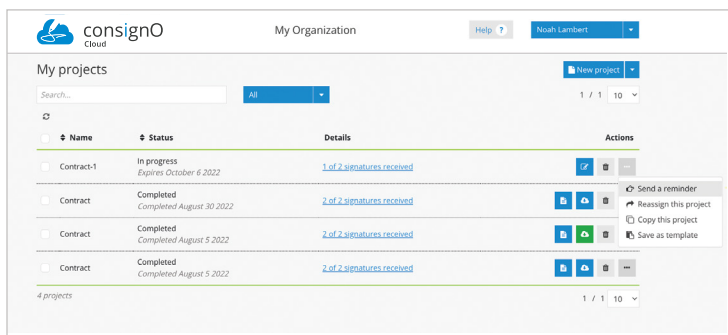 consignO
Cloud
My Organization
Help ?
Noah Lambert
My projects
New project
Search...
All
1 / 1 10
Name Status Details Actions
Contract-1 In progress 1 of 2 signatures received
Expires October 6 2022
Send a reminder
Reassign this project
Copy this project
Save as template
Contract Completed 2 of 2 signatures received
Completed August 30 2022
Contract Completed 2 of 2 signatures received
Completed August 5 2022
Contract Completed 2 of 2 signatures received
Completed August 5 2022
4 projects
1 / 1 10